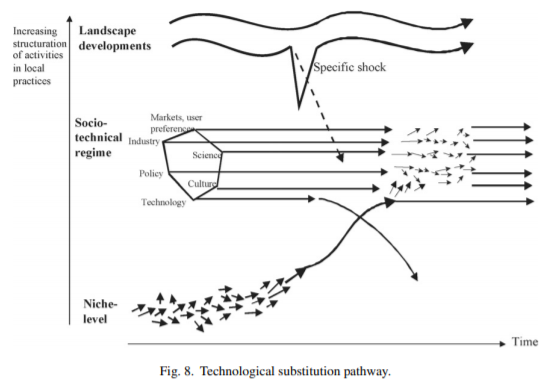 Increasing
structuration
of activities
in local
practices
Landscape
developments
Specific shock
Socio-
technical
regime
Markets, user
preferences
Industry
Science
Policy
Culture
Technology
Niche-
level
Time
Fig. 8. Technological substitution pathway.